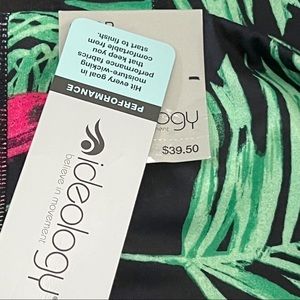 Hit every goal in
moisture-wicking
performance fabrics
that keep you
comfortable from
start to finish.
PERFORMANCE
ideology
believe in movement
ology
$39.50